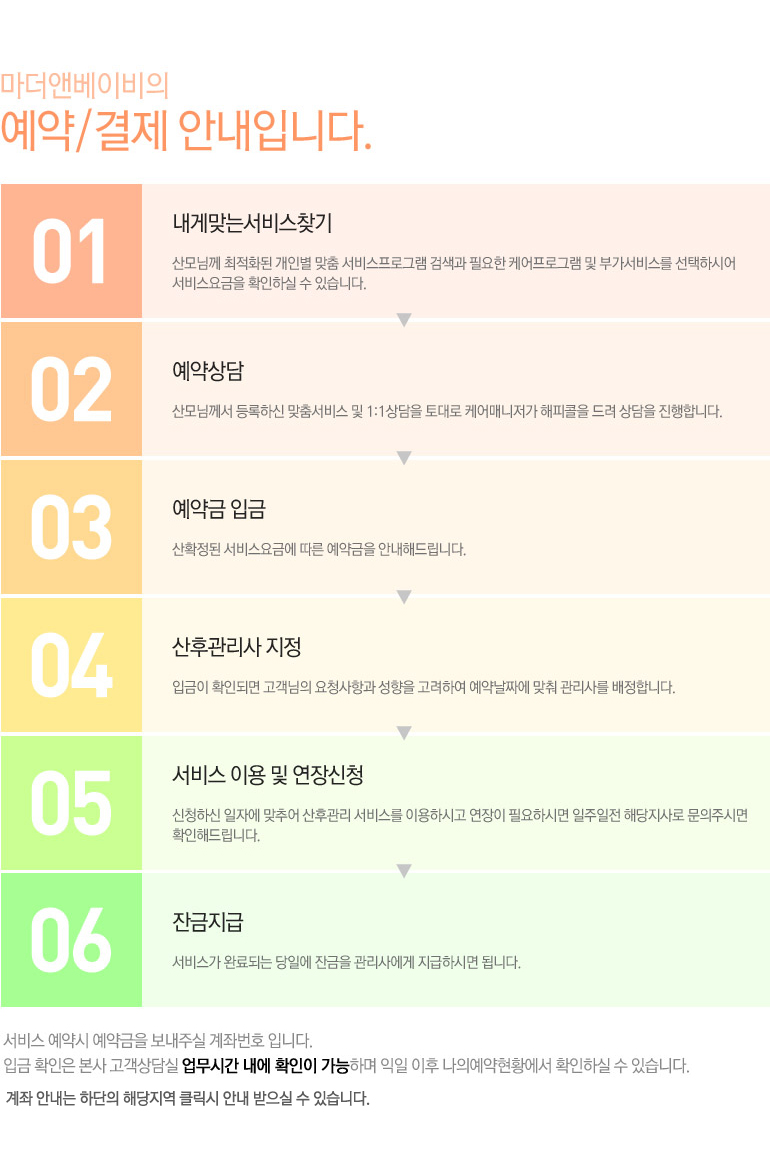 마더앤베이비의
예약/결제 안내입니다.
01
내게맞는서비스찾기
산모님께 최적화된 개인별 맞춤 서비스프로그램 검색과 필요한 케어프로그램 및 부가서비스를 선택하시어
서비스요금을 확인하실 수 있습니다.
02
예약상담
산모님께서 등록하신 맞춤서비스 및 1:1상담을 토대로 케어매니저가 해피콜을 드려 상담을 진행합니다.
03
예약금 입금
산확정된 서비스요금에 따른 예약금을 안내해드립니다.
04
산후관리사 지정
입금이 확인되면 고객님의 요청사항과 성향을 고려하여 예약날짜에 맞춰 관리사를 배정합니다.
05
서비스 이용 및 연장신청
신청하신 일자에 맞추어 산후관리 서비스를 이용하시고 연장이 필요하시면 일주일전 해당지사로 문의주시면
확인해드립니다.
06
잔금지급
서비스가 완료되는 당일에 잔금을 관리사에게 지급하시면 됩니다.
서비스 예약시 예약금을 보내주실 계좌번호 입니다.
입금 확인은 본사 고객상담실 업무시간 내에 확인이 가능하며 익일 이후 나의예약현황에서 확인하실 수 있습니다.
계좌 안내는 하단의 해당지역 클릭시 안내 받으실 수 있습니다.